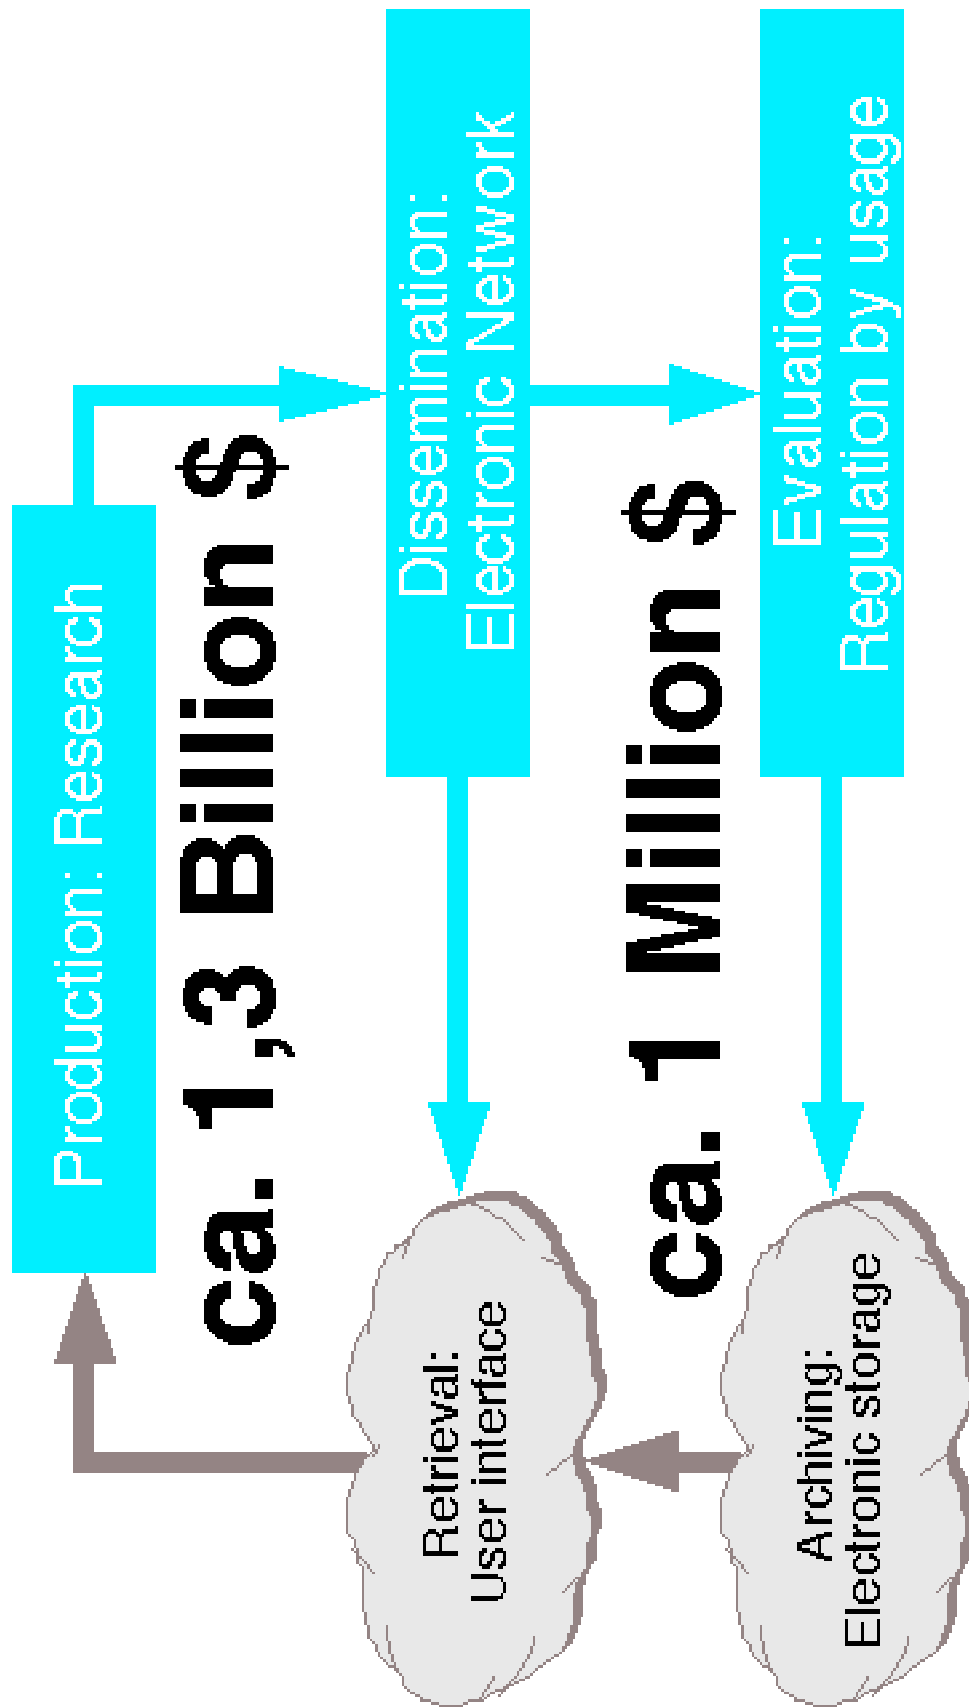 Production: Research
ca. 1,3 Billion $
Dissemination:
Electronic Network
Retrieval:
User interface
ca. 1 Million $
Evaluation:
Regulation by usage
Archiving:
Electronic storage